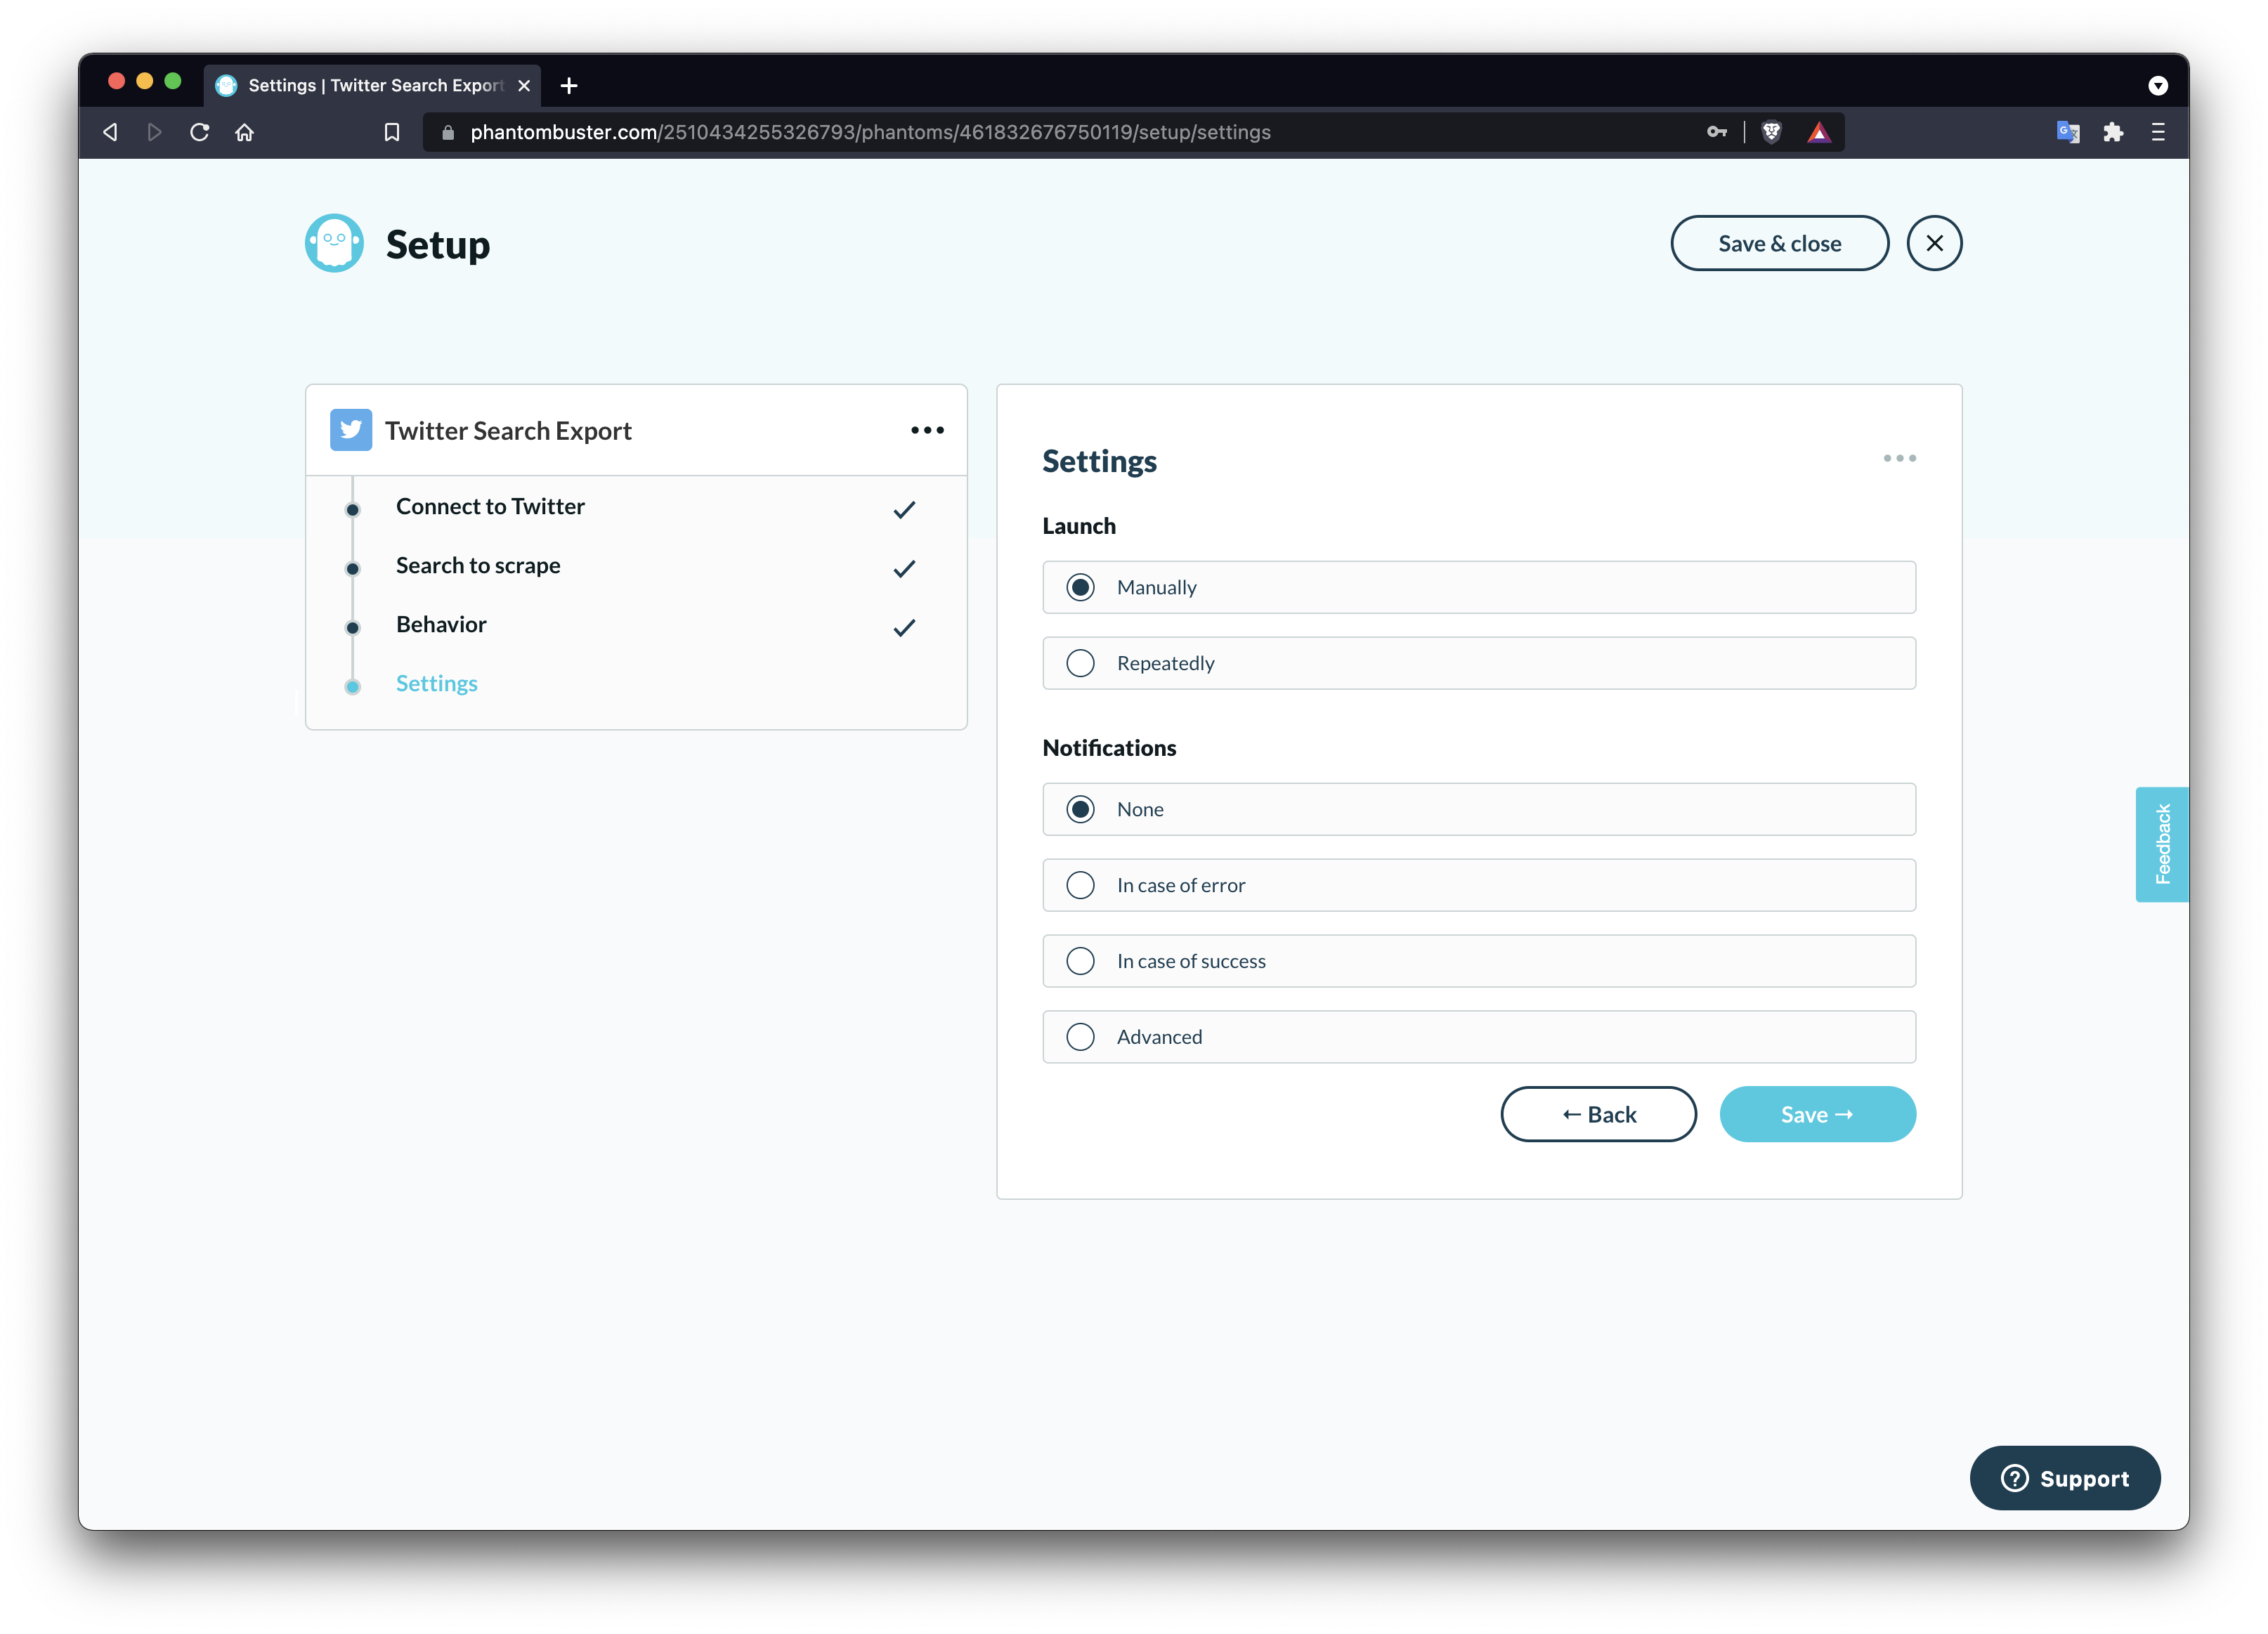 Settings | Twitter Search Export
phantombuster.com/2510434255326793/phantoms/461832676750119/setup/settings
Setup
Save & close
Twitter Search Export
Connect to Twitter
Search to scrape
Behavior
Settings
Settings
Launch
Manually
Repeatedly
Notifications
None
In case of error
In case of success
Advanced
← Back
Save →
Feedback
Support